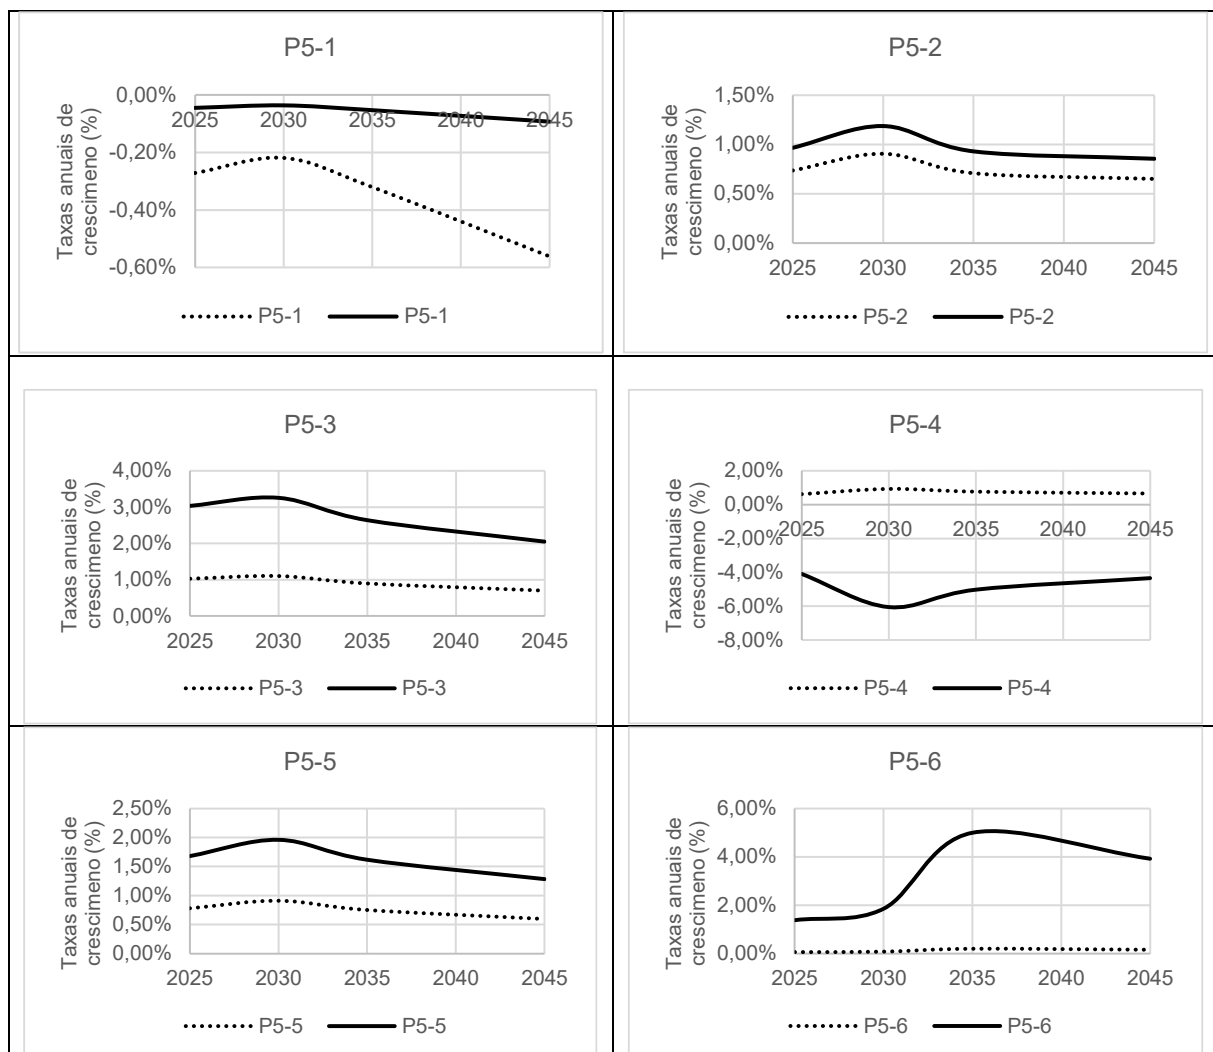 P5-1
Taxas anuais de
crescimeno (%)
0,00%
-0,20%
-0,40%
-0,60%
2025 2030 2035 2040 2045
P5-1 P5-1
P5-2
Taxas anuais de
crescimeno (%)
1,50%
1,00%
0,50%
0,00%
2025 2030 2035 2040 2045
P5-2 P5-2
P5-3
Taxas anuais de
crescimeno (%)
4,00%
3,00%
2,00%
1,00%
0,00%
2025 2030 2035 2040 2045
P5-3 P5-3
P5-4
Taxas anuais de
crescimeno (%)
2,00%
0,00%
-2,00%
-4,00%
-6,00%
-8,00%
2025 2030 2035 2040 2045
P5-4 P5-4
P5-5
Taxas anuais de
crescimeno (%)
2,50%
2,00%
1,50%
1,00%
0,50%
0,00%
2025 2030 2035 2040 2045
P5-5 P5-5
P5-6
Taxas anuais de
crescimeno (%)
6,00%
4,00%
2,00%
0,00%
2025 2030 2035 2040 2045
P5-6 P5-6